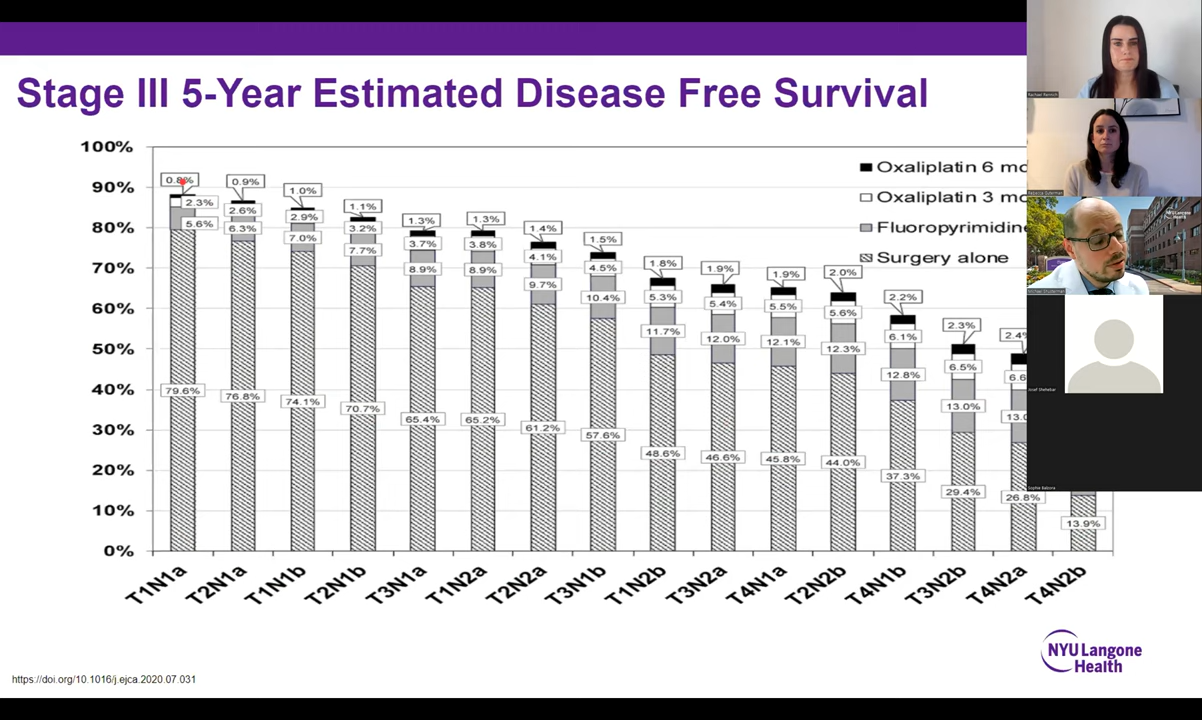 Stage III 5-Year Estimated Disease Free Survival
100%
90%
80%
70%
60%
50%
40%
30%
20%
10%
0%
Oxaliplatin 6 mo
Oxaliplatin 3 mo
Fluoropyrimidine
Surgery alone
0.8%
2.3%
5.6%
79.6%
0.9%
2.6%
6.3%
76.8%
1.0%
2.9%
7.0%
74.1%
1.1%
3.2%
7.7%
70.7%
1.3%
3.7%
8.9%
65.4%
1.3%
3.8%
8.9%
65.2%
1.4%
4.1%
9.7%
61.2%
1.5%
4.5%
10.4%
57.6%
1.8%
5.3%
11.7%
48.6%
1.9%
5.4%
12.0%
46.6%
1.9%
5.5%
12.1%
45.8%
2.0%
5.6%
12.3%
44.0%
2.2%
6.1%
12.8%
37.3%
2.3%
6.5%
13.0%
29.4%
2.4%
6.6
13.0
26.8%
13.9%
T1N1a
T2N1a
T1N1b
T2N1b
T3N1a
T1N2a
T2N2a
T3N1b
T1N2b
T3N2a
T4N1a
T2N2b
T4N1b
T3N2b
T4N2a
T4N2b
NYU Langone
Health
https://doi.org/10.1016/j.ejca.2020.07.031
NYU Langone
Health